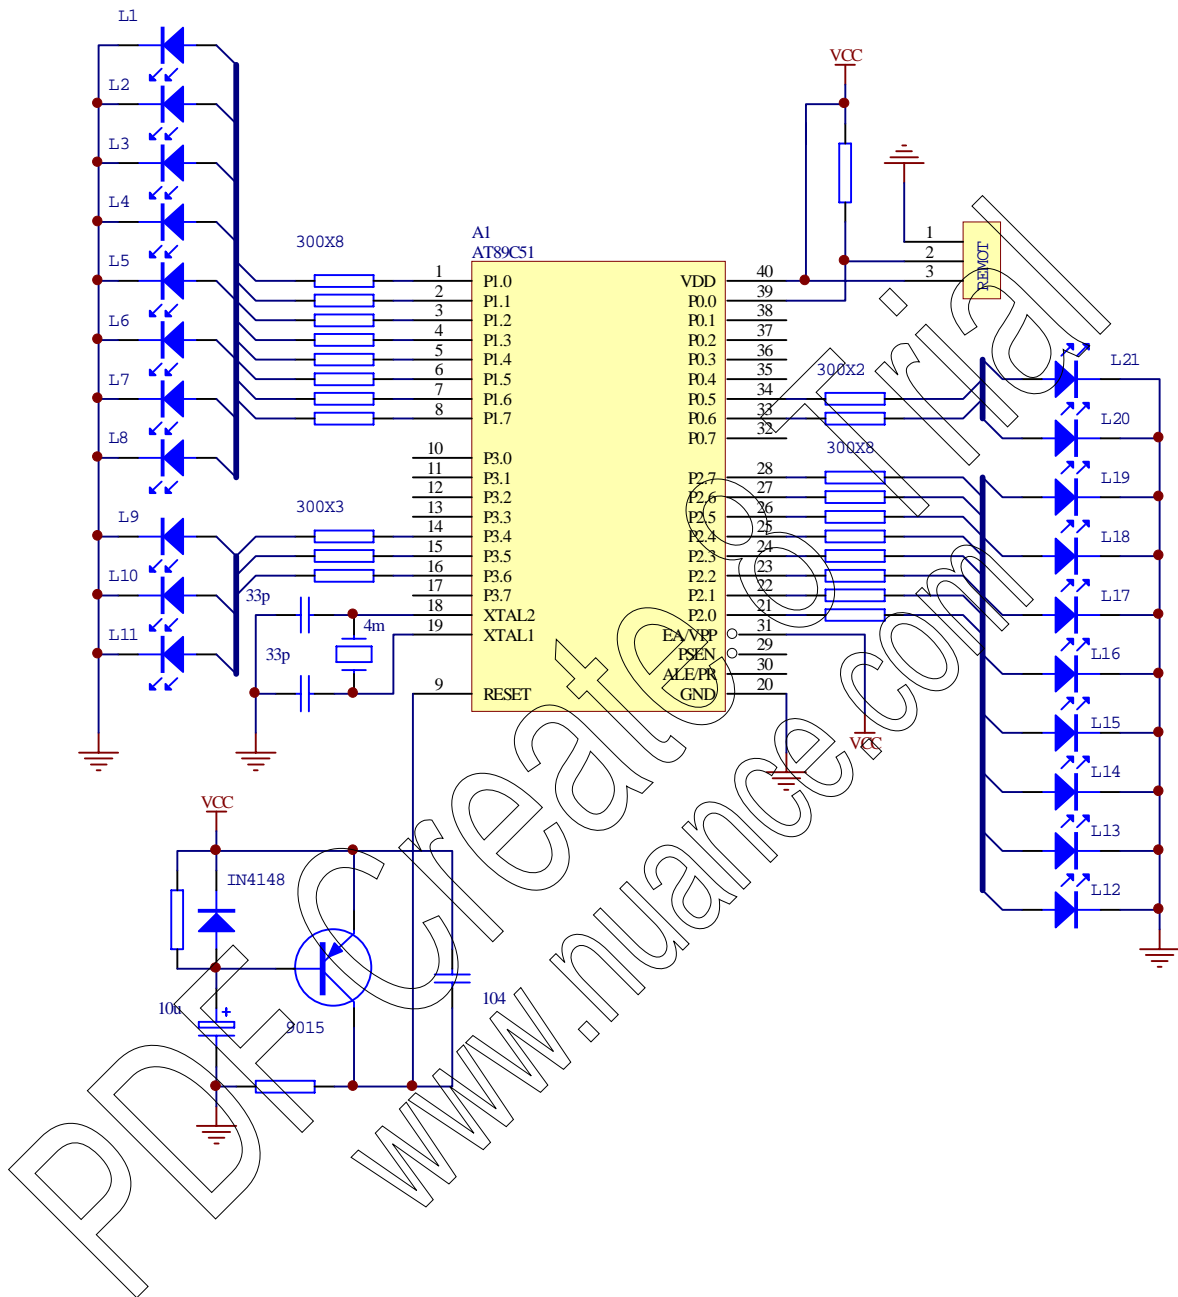 L1
L2
L3
L4
L5
L6
L7
L8
L9
L10
L11
300X8
300X3
33p
33p
4m
A1
AT89C51
1 P1.0
2 P1.1
3 P1.2
4 P1.3
5 P1.4
6 P1.5
7 P1.6
8 P1.7
10 P3.0
11 P3.1
12 P3.2
13 P3.3
14 P3.4
15 P3.5
16 P3.6
17 P3.7
18 XTAL2
19 XTAL1
9 RESET
VDD 40
P0.0 39
P0.1 38
P0.2 37
P0.3 36
P0.4 35
P0.5 34
P0.6 33
P0.7 32
P2.7 28
P2.6 27
P2.5 26
P2.4 25
P2.3 24
P2.2 23
P2.1 22
P2.0 21
EA/VPP 31
PSEN 29
ALE/PR 30
GND 20
VCC
1
2
3
REMOT
300X2
300X8
VCC
L21
L20
L19
L18
L17
L16
L15
L14
L13
L12
VCC
IN4148
10u
9015
104
PDF Create 5 Trial
www.nuance.com